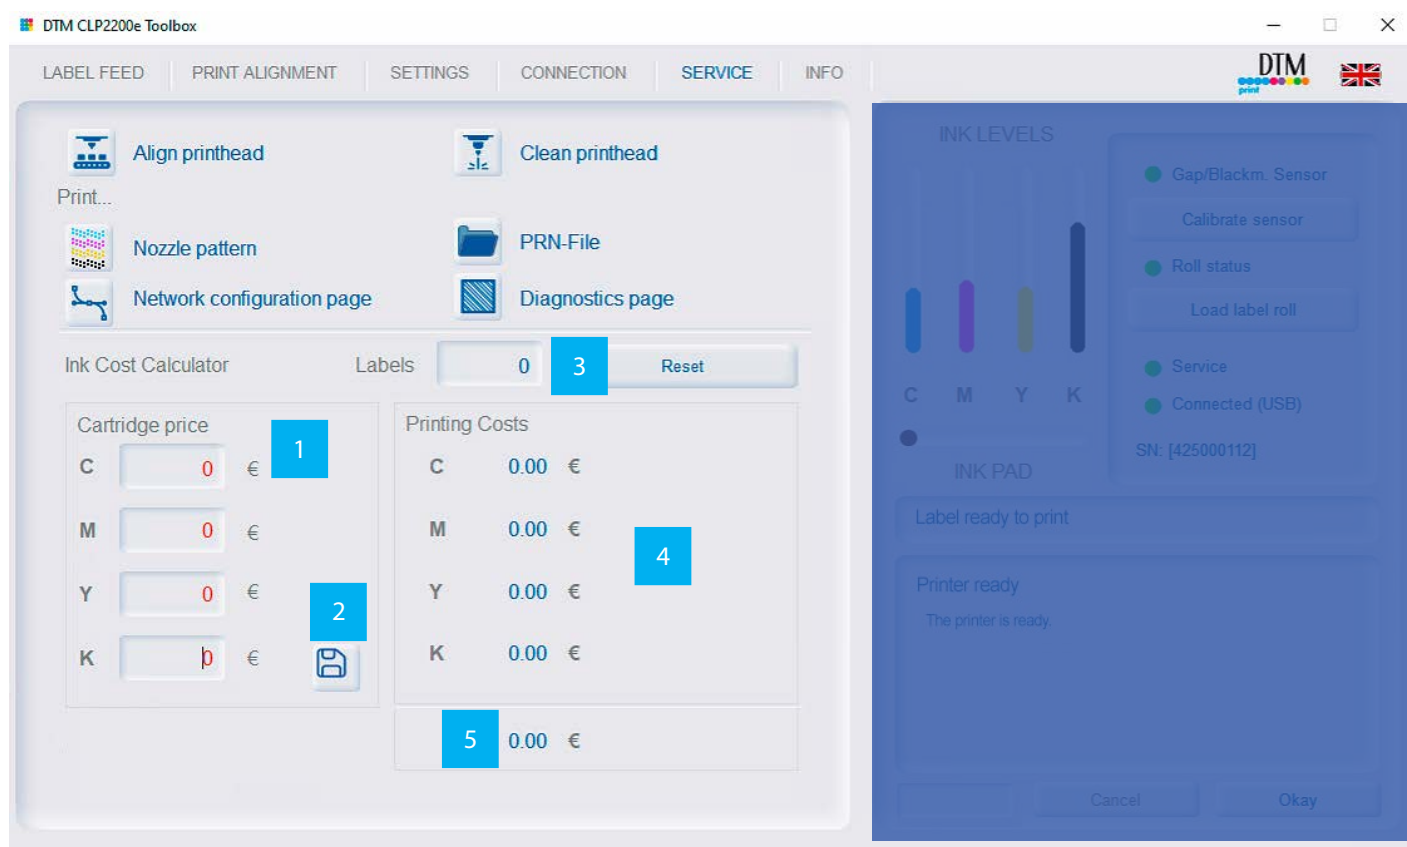 DTM CLP2200e Toolbox
LABEL FEED
PRINT ALIGNMENT
SETTINGS
CONNECTION
SERVICE
INFO
DTM
print
Align printhead
Clean printhead
Print...
Nozzle pattern
PRN-File
Network configuration page
Diagnostics page
Ink Cost Calculator
Labels
0
3
Reset
Cartridge price
1
C
0
€
M
0
€
Y
0
€
2
K
0
€
Printing Costs
C
0.00 €
M
0.00 €
4
Y
0.00 €
K
0.00 €
5
0.00 €
INK LEVELS
C
M
Y
K
INK PAD
Gap/Blackm. Sensor
Calibrate sensor
Roll status
Load label roll
Service
Connected (USB)
SN: [425000112]
Label ready to print
Printer ready
The printer is ready.
Cancel
Okay